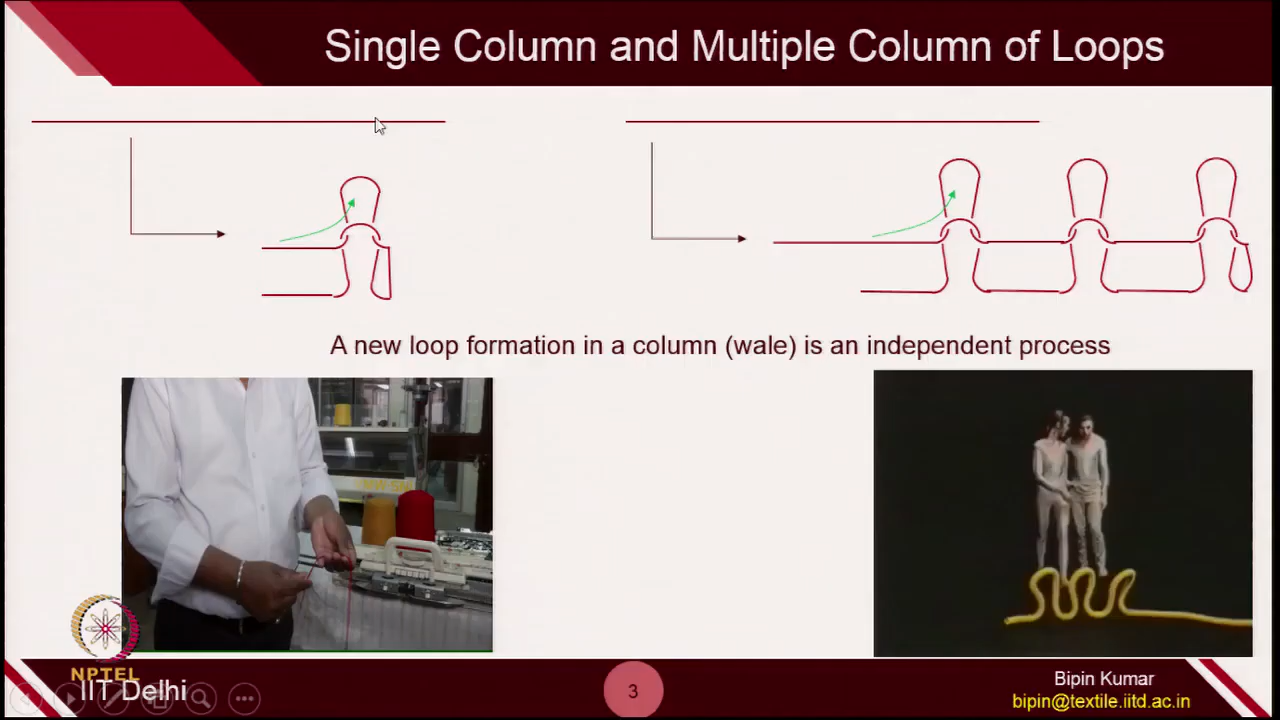 Single Column and Multiple Column of Loops
A new loop formation in a column (wale) is an independent process
NPTEL
IIT Delhi
3
Bipin Kumar
bipin@textile.iitd.ac.in